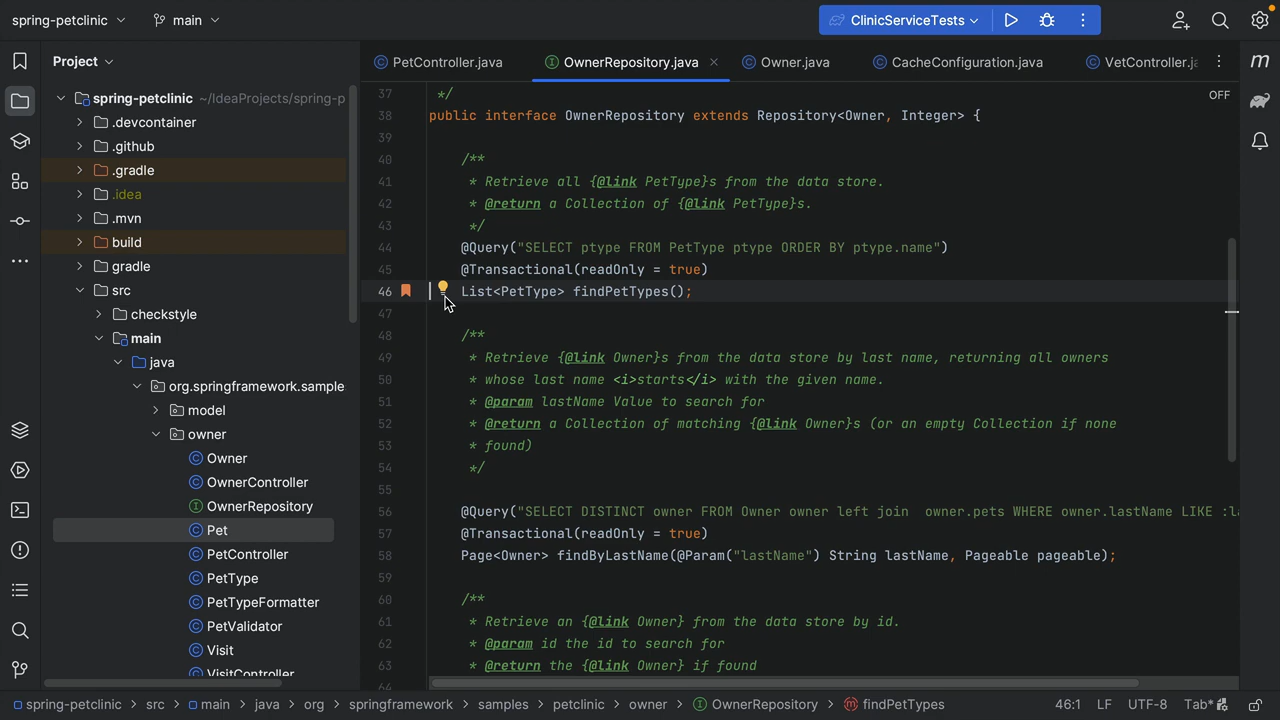 spring-petclinic
main
ClinicServiceTests
Project
PetController.java
OwnerRepository.java
Owner.java
CacheConfiguration.java
VetController.ja
OFF
spring-petclinic ~/IdeaProjects/spring-p
.devcontainer
.github
.gradle
.idea
.mvn
build
gradle
src
checkstyle
main
java
org.springframework.sample
model
owner
Owner
OwnerController
OwnerRepository
Pet
PetController
PetType
PetTypeFormatter
PetValidator
Visit
VisitController
37 */
38 public interface OwnerRepository extends Repository<Owner, Integer> {
39
40 /**
41 * Retrieve all {@link PetType}s from the data store.
42 * @return a Collection of {@link PetType}s.
43 */
44 @Query("SELECT ptype FROM PetType ptype ORDER BY ptype.name")
45 @Transactional(readOnly = true)
46 List<PetType> findPetTypes();
47
48 /**
49 * Retrieve {@link Owner}s from the data store by last name, returning all owners
50 * whose last name <i>starts</i> with the given name.
51 * @param lastName Value to search for
52 * @return a Collection of matching {@link Owner}s (or an empty Collection if none
53 * found)
54 */
55
56 @Query("SELECT DISTINCT owner FROM Owner owner left join  owner.pets WHERE owner.lastName LIKE :la
57 @Transactional(readOnly = true)
58 Page<Owner> findByLastName(@Param("lastName") String lastName, Pageable pageable);
59
60 /**
61 * Retrieve an {@link Owner} from the data store by id.
62 * @param id the id to search for
63 * @return the {@link Owner} if found
64
spring-petclinic > src > main > java > org > springframework > samples > petclinic > owner > OwnerRepository > findPetTypes
46:1 LF UTF-8 Tab*